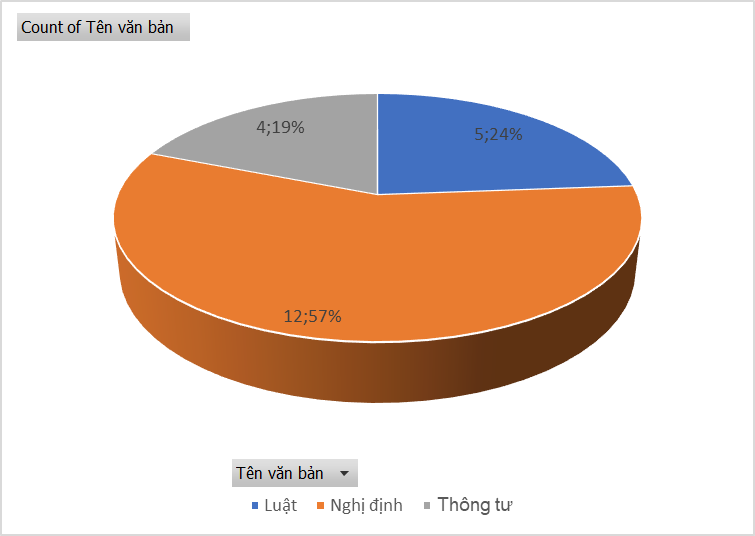 Count of Tên văn bản
4;19%
5;24%
12;57%
Tên văn bản
Luật
Nghị định
Thông tư